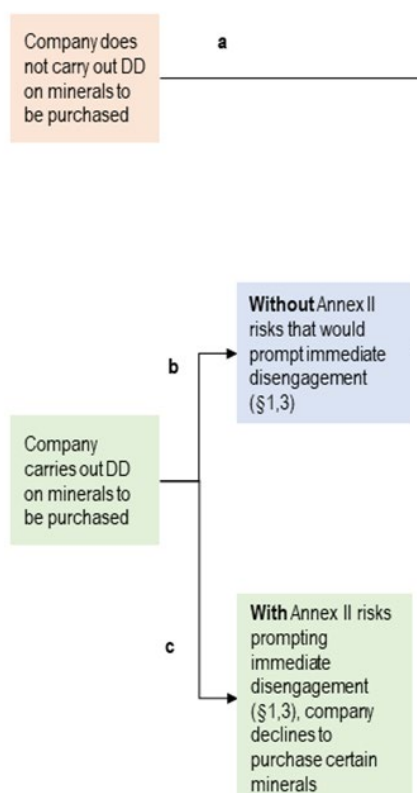 Company does
not carry out DD
on minerals to
be purchased
a
Without Annex II
risks that would
prompt immediate
disengagement
(§1,3)
b
Company
carries out DD
on minerals to
be purchased
With Annex II risks
prompting
immediate
disengagement
(§1,3), company
declines to
purchase certain
minerals
c